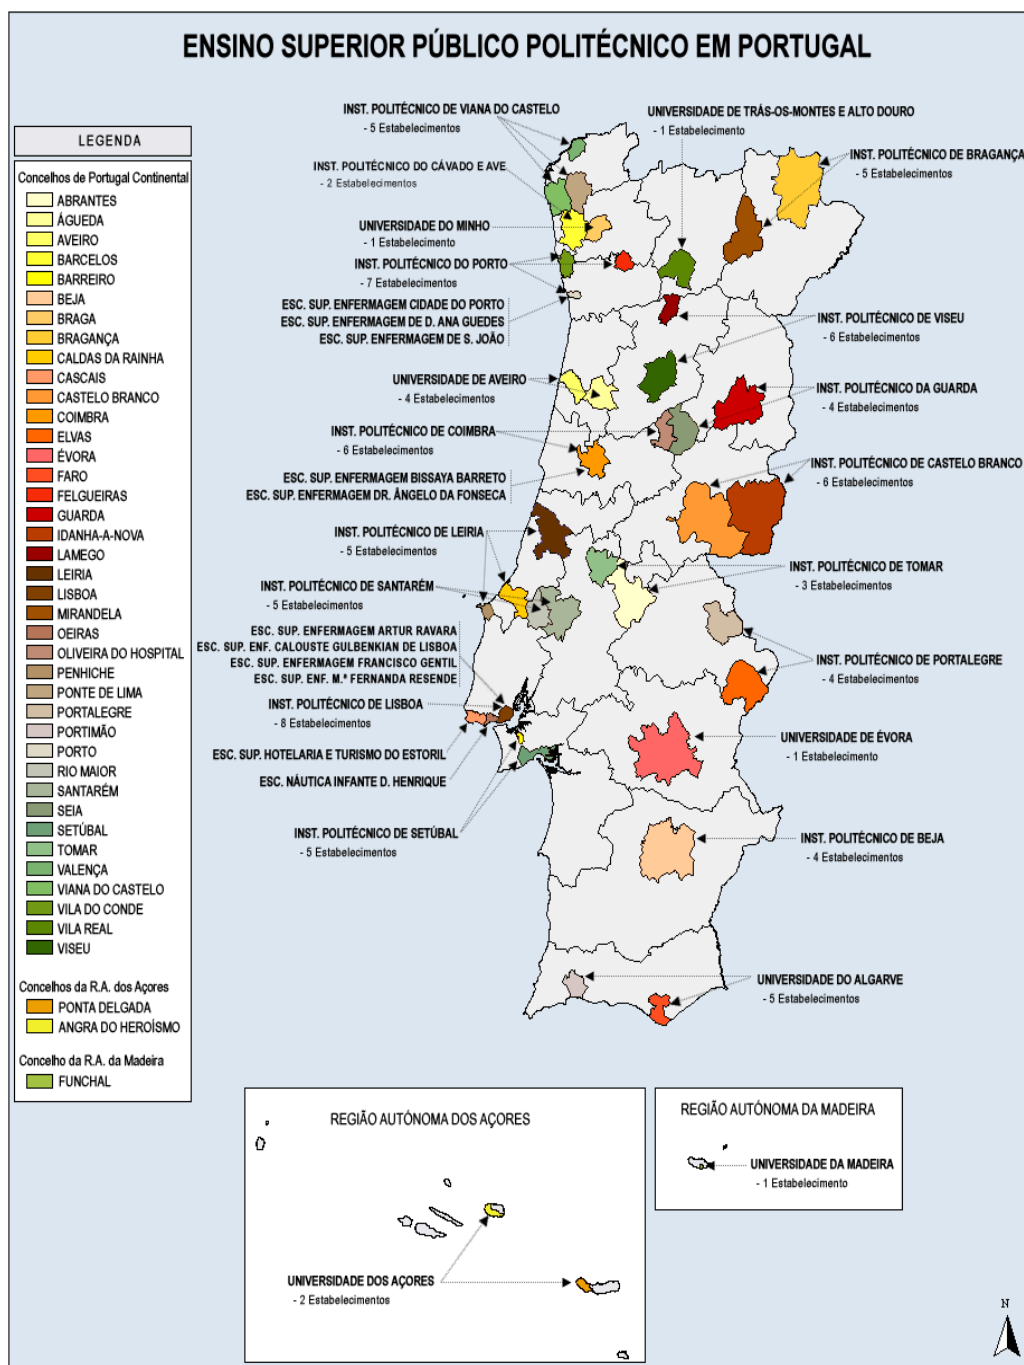 ENSINO SUPERIOR PÚBLICO POLITÉCNICO EM PORTUGAL
LEGENDA
Concelhos de Portugal Continental
ABRANTES
ÁGUEDA
AVEIRO
BARCELOS
BARREIRO
BEJA
BRAGA
BRAGANÇA
CALDAS DA RAINHA
CASCAIS
CASTELO BRANCO
COIMBRA
ELVAS
ÉVORA
FARO
FELGUEIRAS
GUARDA
IDANHA-A-NOVA
LAMEGO
LEIRIA
LISBOA
MIRANDELA
OEIRAS
OLIVEIRA DO HOSPITAL
PENHICHE
PONTE DE LIMA
PORTALEGRE
PORTIMÃO
PORTO
RIO MAIOR
SANTARÉM
SEIA
SETÚBAL
TOMAR
VALENÇA
VIANA DO CASTELO
VILA DO CONDE
VILA REAL
VISEU
Concelhos da R.A. dos Açores
PONTA DELGADA
ANGRA DO HEROÍSMO
Concelho da R.A. da Madeira
FUNCHAL
INST. POLITÉCNICO DE VIANA DO CASTELO
- 5 Estabelecimentos
INST. POLITÉCNICO DO CÁVADO E AVE
- 2 Estabelecimentos
UNIVERSIDADE DO MINHO
- 1 Estabelecimento
INST. POLITÉCNICO DO PORTO
- 7 Estabelecimentos
ESC. SUP. ENFERMAGEM CIDADE DO PORTO
ESC. SUP. ENFERMAGEM DE D. ANA GUEDES
ESC. SUP. ENFERMAGEM DE S. JOÃO
UNIVERSIDADE DE AVEIRO
- 4 Estabelecimentos
INST. POLITÉCNICO DE COIMBRA
- 6 Estabelecimentos
ESC. SUP. ENFERMAGEM BISSAYA BARRETO
ESC. SUP. ENFERMAGEM DR. ÂNGELO DA FONSECA
INST. POLITÉCNICO DE LEIRIA
- 5 Estabelecimentos
INST. POLITÉCNICO DE SANTARÉM
- 5 Estabelecimentos
ESC. SUP. ENFERMAGEM ARTUR RAVARA
ESC. SUP. ENF. CALOUSTE GULBENKIAN DE LISBOA
ESC. SUP. ENFERMAGEM FRANCISCO GENTIL
ESC. SUP. ENF. M.ª FERNANDA RESENDE
INST. POLITÉCNICO DE LISBOA
- 8 Estabelecimentos
ESC. SUP. HOTELARIA E TURISMO DO ESTORIL
ESC. NÁUTICA INFANTE D. HENRIQUE
INST. POLITÉCNICO DE SETÚBAL
- 5 Estabelecimentos
UNIVERSIDADE DE TRÁS-OS-MONTES E ALTO DOURO
- 1 Estabelecimento
INST. POLITÉCNICO DE BRAGANÇA
- 5 Estabelecimentos
INST. POLITÉCNICO DE VISEU
- 6 Estabelecimentos
INST. POLITÉCNICO DA GUARDA
- 4 Estabelecimentos
INST. POLITÉCNICO DE CASTELO BRANCO
- 6 Estabelecimentos
INST. POLITÉCNICO DE TOMAR
- 3 Estabelecimentos
INST. POLITÉCNICO DE PORTALEGRE
- 4 Estabelecimentos
UNIVERSIDADE DE ÉVORA
- 1 Estabelecimento
INST. POLITÉCNICO DE BEJA
- 4 Estabelecimentos
UNIVERSIDADE DO ALGARVE
- 5 Estabelecimentos
REGIÃO AUTÓNOMA DOS AÇORES
UNIVERSIDADE DOS AÇORES
- 2 Estabelecimentos
REGIÃO AUTÓNOMA DA MADEIRA
UNIVERSIDADE DA MADEIRA
- 1 Estabelecimento
N